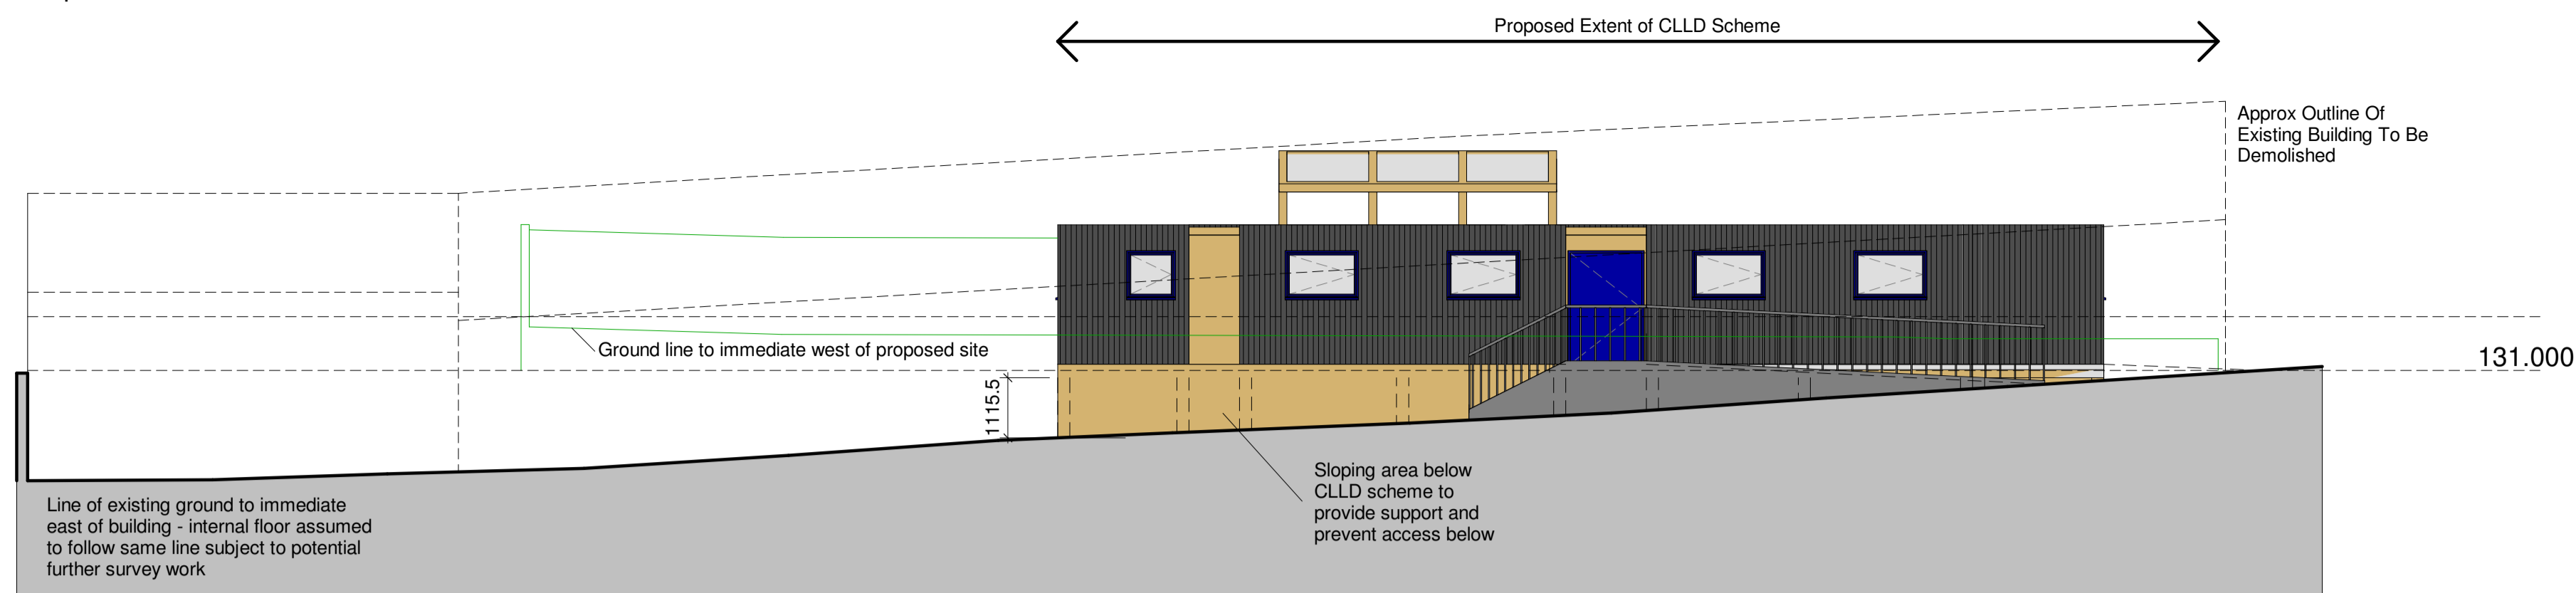 Proposed Extent of CLLD Scheme
Approx Outline Of
Existing Building To Be
Demolished
Ground line to immediate west of proposed site
131.000
1115.5
Sloping area below
CLLD scheme to
provide support and
prevent access below
Line of existing ground to immediate
east of building - internal floor assumed
to follow same line subject to potential
further survey work